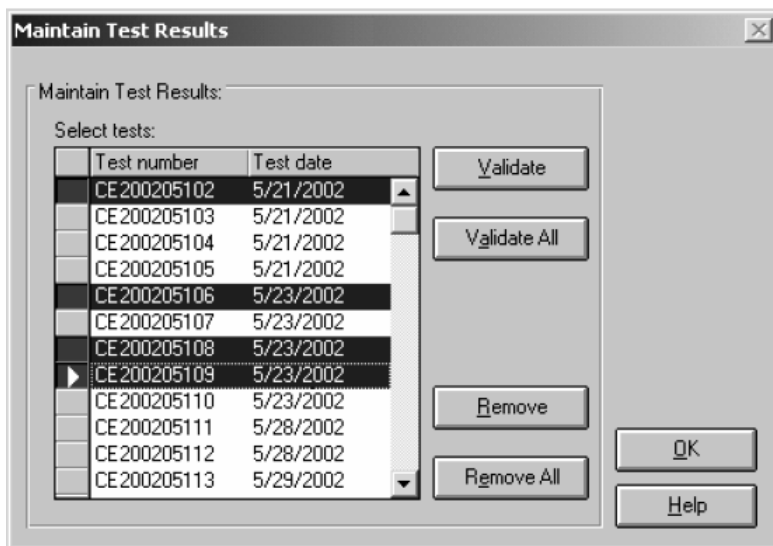 Maintain Test Results
Maintain Test Results:
Select tests:
Test number Test date
CE200205102 5/21/2002
CE200205103 5/21/2002
CE200205104 5/21/2002
CE200205105 5/21/2002
CE200205106 5/23/2002
CE200205107 5/23/2002
CE200205108 5/23/2002
CE200205109 5/23/2002
CE200205110 5/23/2002
CE200205111 5/28/2002
CE200205112 5/28/2002
CE200205113 5/29/2002
Validate
Validate All
Remove
Remove All
OK
Help